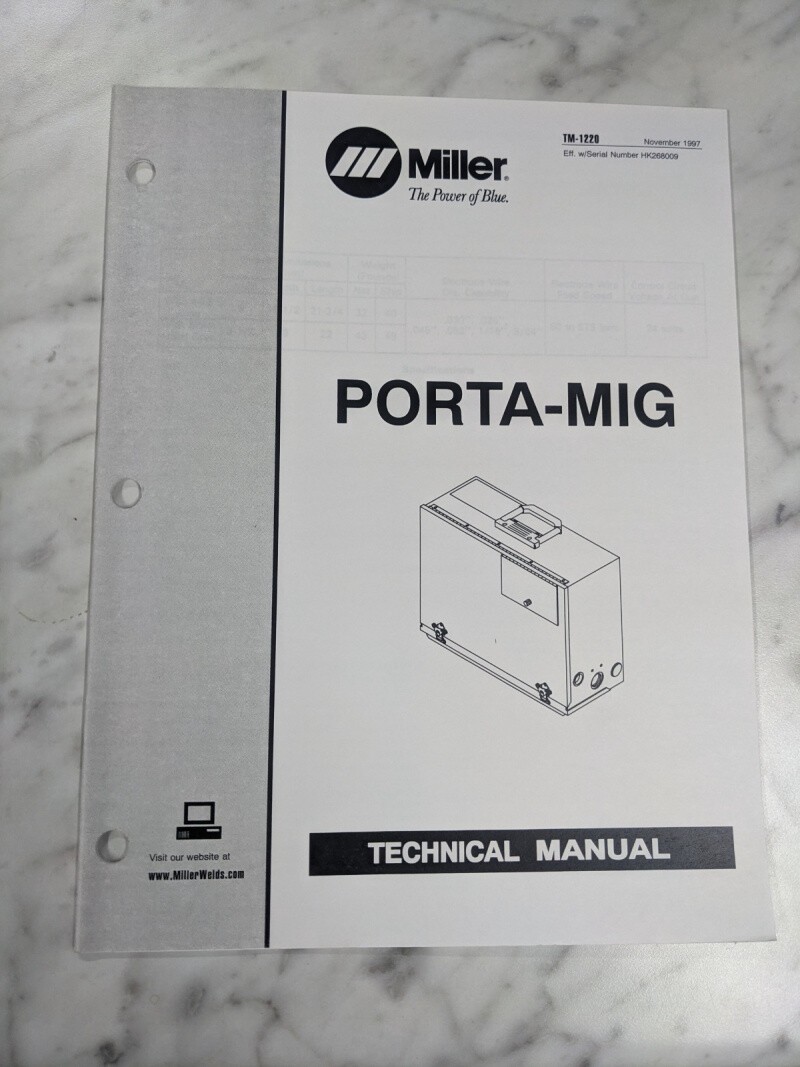 Miller®
The Power of Blue.
TM-1220 November 1997
Eff. w/Serial Number HK268009
PORTA-MIG
TECHNICAL MANUAL
Visit our website at
www.MillerWelds.com